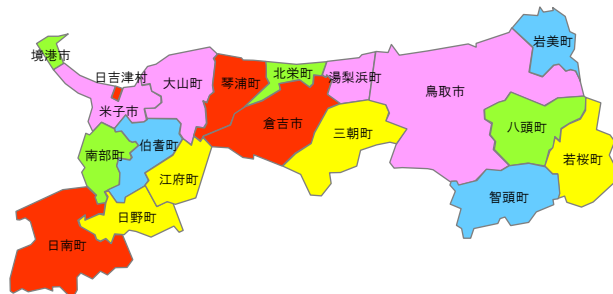 岩美町
境港市
日吉津村
大山町
琴浦町
北栄町
湯梨浜町
鳥取市
米子市
倉吉市
三朝町
八頭町
南部町
伯耆町
江府町
若桜町
智頭町
日野町
日南町